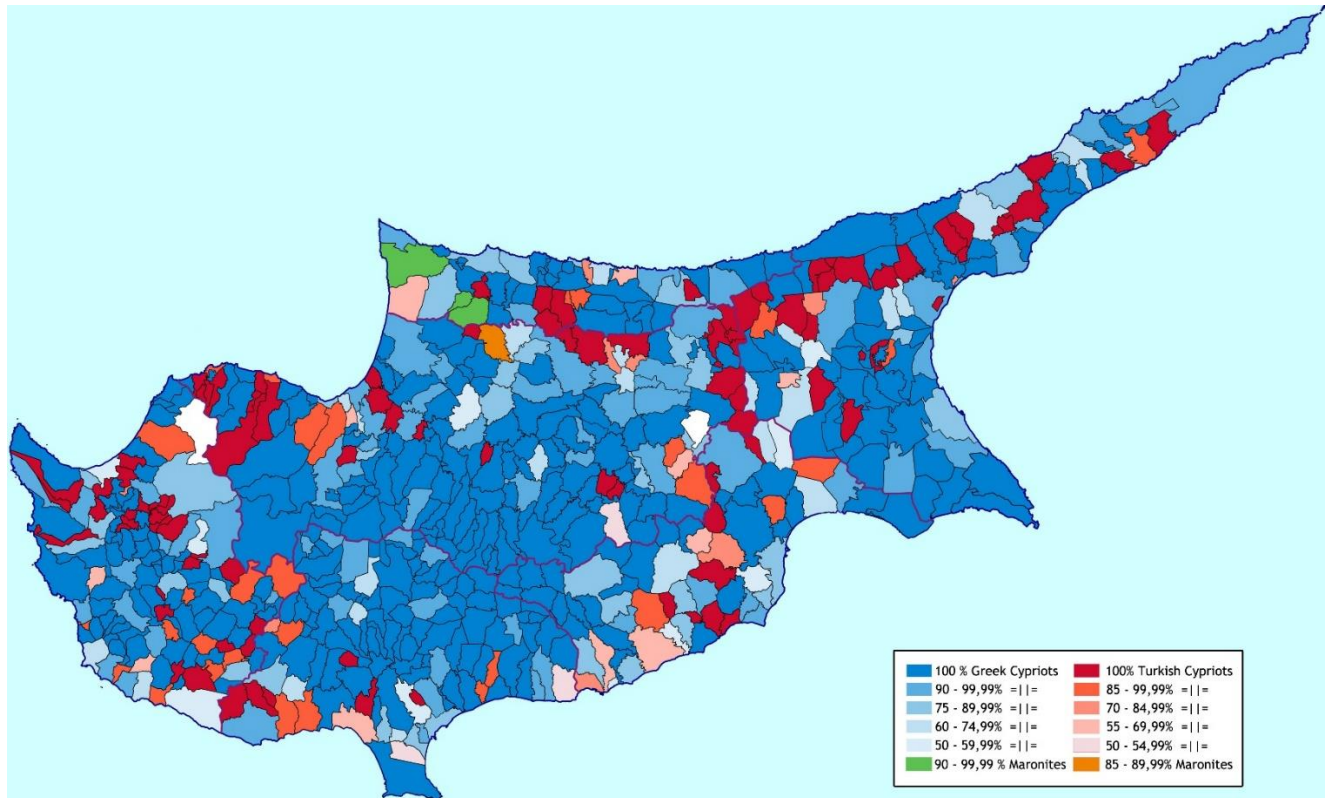 100 % Greek Cypriots
90 - 99,99% =||=
75 - 89,99% =||=
60 - 74,99% =||=
50 - 59,99% =||=
90 - 99,99 % Maronites
100% Turkish Cypriots
85 - 99,99% =||=
70 - 84,99% =||=
55 - 69,99% =||=
50 - 54,99% =||=
85 - 89,99% Maronites